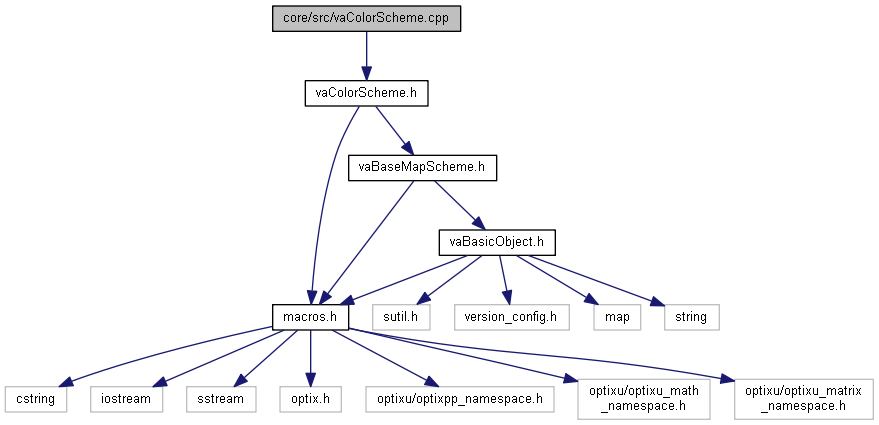 core/src/vaColorScheme.cpp
vaColorScheme.h
vaBaseMapScheme.h
vaBasicObject.h
macros.h
sutil.h
version_config.h
map
string
cstring
iostream
sstream
optix.h
optixu/optixpp_namespace.h
optixu/optixu_math
_namespace.h
optixu/optixu_matrix
_namespace.h